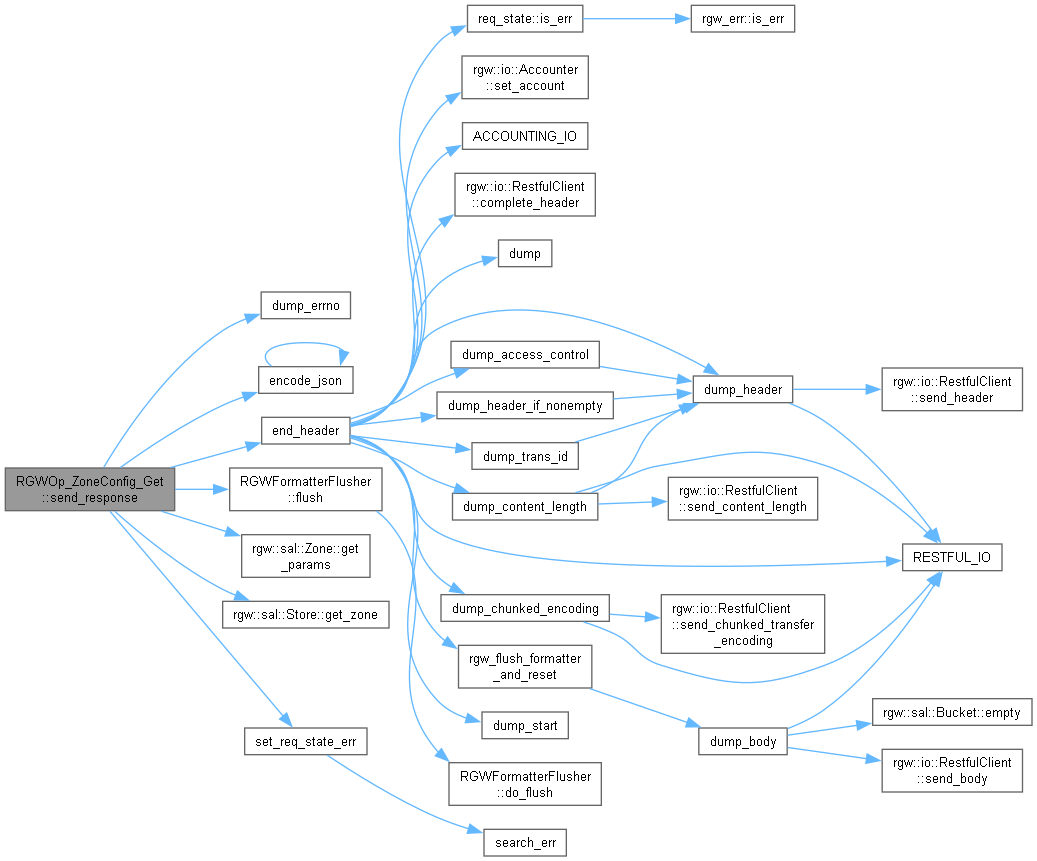 RGWOp_ZoneConfig_Get
::send_response
dump_errno
encode_json
end_header
RGWFormatterFlusher
::flush
rgw::sal::Zone::get
_params
rgw::sal::Store::get_zone
set_req_state_err
req_state::is_err
rgw::io::Accounter
::set_account
ACCOUNTING_IO
rgw::io::RestfulClient
::complete_header
dump
dump_access_control
dump_header_if_nonempty
dump_trans_id
dump_content_length
dump_chunked_encoding
rgw_flush_formatter
_and_reset
dump_start
RGWFormatterFlusher
::do_flush
search_err
rgw_err::is_err
dump_header
rgw::io::RestfulClient
::send_content_length
rgw::io::RestfulClient
::send_chunked_transfer
_encoding
dump_body
rgw::io::RestfulClient
::send_header
RESTFUL_IO
rgw::sal::Bucket::empty
rgw::io::RestfulClient
::send_body